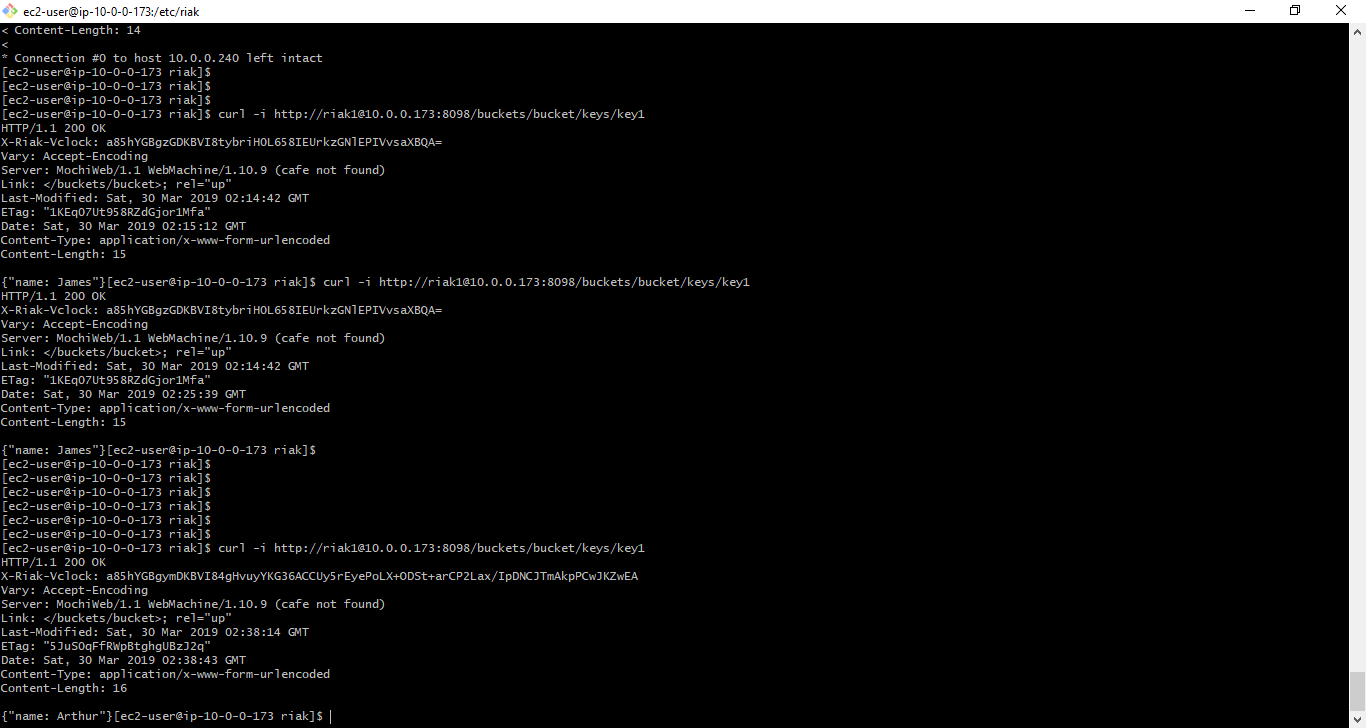 ec2-user@ip-10-0-0-173:/etc/riak
< Content-Length: 14
<
* Connection #0 to host 10.0.0.240 left intact
[ec2-user@ip-10-0-0-173 riak]$
[ec2-user@ip-10-0-0-173 riak]$
[ec2-user@ip-10-0-0-173 riak]$
[ec2-user@ip-10-0-0-173 riak]$ curl -i http://riak1@10.0.0.173:8098/buckets/bucket/keys/key1
HTTP/1.1 200 OK
X-Riak-Vclock: a85hYGBgzGDKBVI8tybriHOL658IEUrkzGNlEPIVvsaXBQA=
Vary: Accept-Encoding
Server: MochiWeb/1.1 WebMachine/1.10.9 (cafe not found)
Link: </buckets/bucket>; rel="up"
Last-Modified: Sat, 30 Mar 2019 02:14:42 GMT
ETag: "1KEqO7Ut958RZdGjor1Mfa"
Date: Sat, 30 Mar 2019 02:15:12 GMT
Content-Type: application/x-www-form-urlencoded
Content-Length: 15
{"name: James"}[ec2-user@ip-10-0-0-173 riak]$ curl -i http://riak1@10.0.0.173:8098/buckets/bucket/keys/key1
HTTP/1.1 200 OK
X-Riak-Vclock: a85hYGBgzGDKBVI8tybriHOL658IEUrkzGNlEPIVvsaXBQA=
Vary: Accept-Encoding
Server: MochiWeb/1.1 WebMachine/1.10.9 (cafe not found)
Link: </buckets/bucket>; rel="up"
Last-Modified: Sat, 30 Mar 2019 02:14:42 GMT
ETag: "1KEqO7Ut958RZdGjor1Mfa"
Date: Sat, 30 Mar 2019 02:25:39 GMT
Content-Type: application/x-www-form-urlencoded
Content-Length: 15
{"name: James"}[ec2-user@ip-10-0-0-173 riak]$
[ec2-user@ip-10-0-0-173 riak]$
[ec2-user@ip-10-0-0-173 riak]$
[ec2-user@ip-10-0-0-173 riak]$
[ec2-user@ip-10-0-0-173 riak]$
[ec2-user@ip-10-0-0-173 riak]$
[ec2-user@ip-10-0-0-173 riak]$
[ec2-user@ip-10-0-0-173 riak]$ curl -i http://riak1@10.0.0.173:8098/buckets/bucket/keys/key1
HTTP/1.1 200 OK
X-Riak-Vclock: a85hYGBgymDKBVI84gHvuyYKG36ACCUy5rEyePoLX+ODSt+arCP2Lax/IpDNCJTmAkpPCwJKZwEA
Vary: Accept-Encoding
Server: MochiWeb/1.1 WebMachine/1.10.9 (cafe not found)
Link: </buckets/bucket>; rel="up"
Last-Modified: Sat, 30 Mar 2019 02:38:14 GMT
ETag: "5JuSOqFfRWpBtghgUBzJ2q"
Date: Sat, 30 Mar 2019 02:38:43 GMT
Content-Type: application/x-www-form-urlencoded
Content-Length: 16
{"name: Arthur"}[ec2-user@ip-10-0-0-173 riak]$